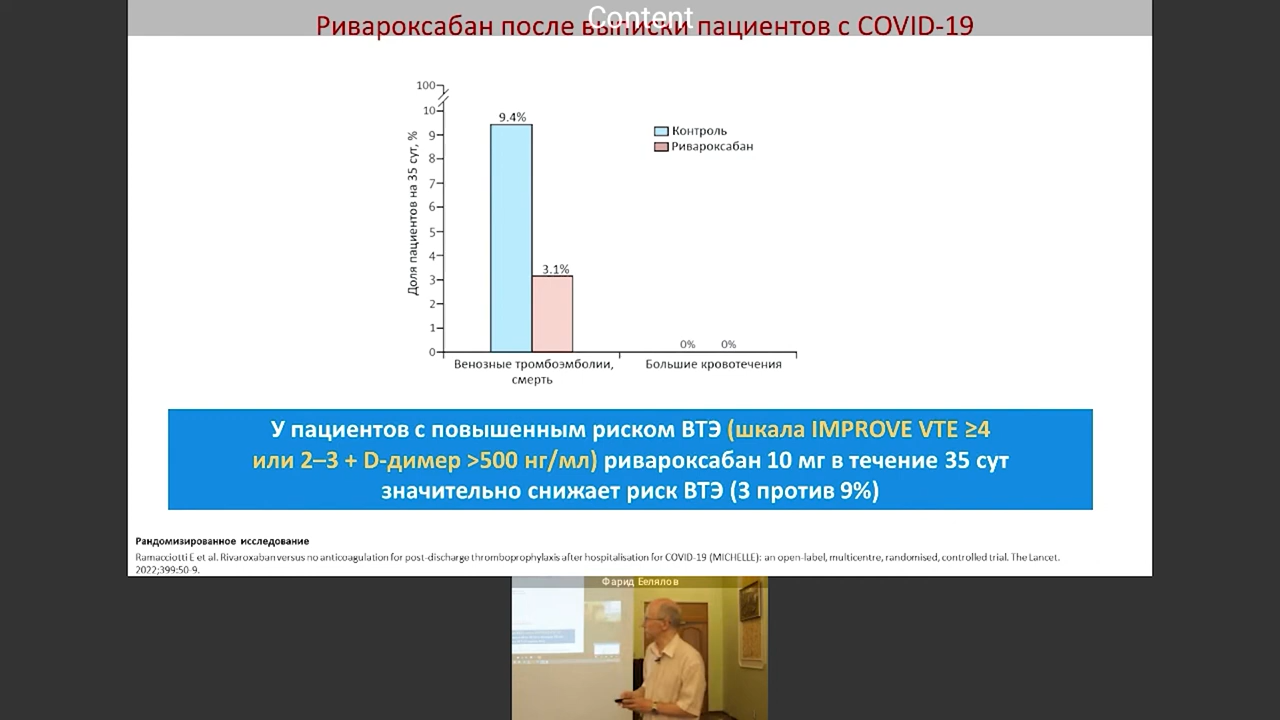 Content
Ривароксабан после выписки пациентов с COVID-19
100
10
9
8
7
6
5
4
3
2
1
0
Доля пациентов на 35 сут, %
9.4%
3.1%
0%
0%
Контроль
Ривароксабан
Венозные тромбоэмболии,
смерть
Большие кровотечения
У пациентов с повышенным риском ВТЭ (шкала IMPROVE VTE ≥4
или 2–3 + D-димер >500 нг/мл) ривароксабан 10 мг в течение 35 сут
значительно снижает риск ВТЭ (3 против 9%)
Рандомизированное исследование
Ramacciotti E et al. Rivaroxaban versus no anticoagulation for post-discharge thromboprophylaxis after hospitalisation for COVID-19 (MICHELLE): an open-label, multicentre, randomised, controlled trial. The Lancet.
2022;399:50-9.
Фарид Белялов